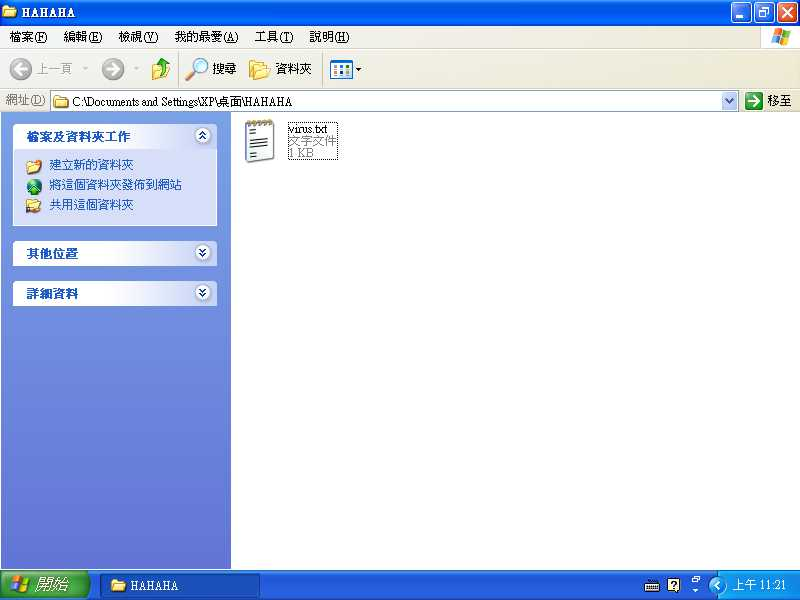 HAHAHA
檔案(F) 編輯(E) 檢視(V) 我的最愛(A) 工具(T) 說明(H)
上一頁 搜尋 資料夾
網址(D) C:\Documents and Settings\XP\桌面\HAHAHA 移至
檔案及資料夾工作
建立新的資料夾
將這個資料夾發佈到網站
共用這個資料夾
其他位置
詳細資料
virus.txt
文字文件
1 KB
開始 HAHAHA 上午 11:21